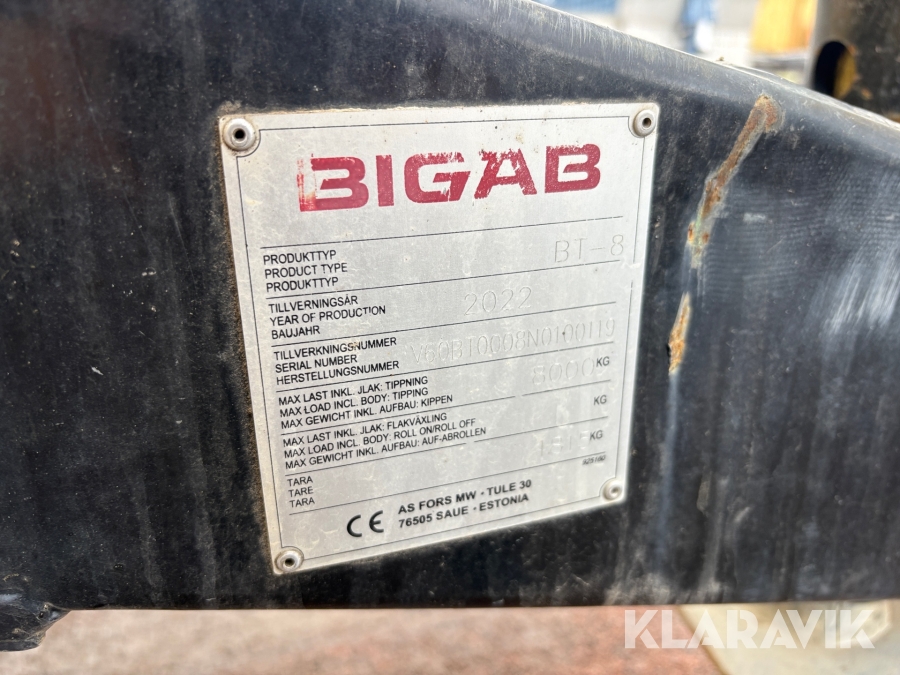 BIGAB
PRODUKTTYP
PRODUCT TYPE
PRODUKTTYP
BT-8
TILLVERNINGSÅR
YEAR OF PRODUCTION
BAUJAHR
2022
TILLVERKNINGSNUMMER
SERIAL NUMBER
HERSTELLUNGSNUMMER
MAX LAST INKL. JLAK: TIPPNING
MAX LOAD INCL. BODY: TIPPING
MAX GEWICHT INKL. AUFBAU: KIPPEN
8000 KG
MAX LAST INKL. JLAK: FLAKVÄXLING
MAX LOAD INCL. BODY: ROLL ON/ROLL OFF
MAX GEWICHT INKL. AUFBAU: AUF-ABROLLEN
KG
TARA
TARE
TARA
KG
CE
AS FORS MW · TULE 30
76505 SAUE · ESTONIA
KLARAVIK